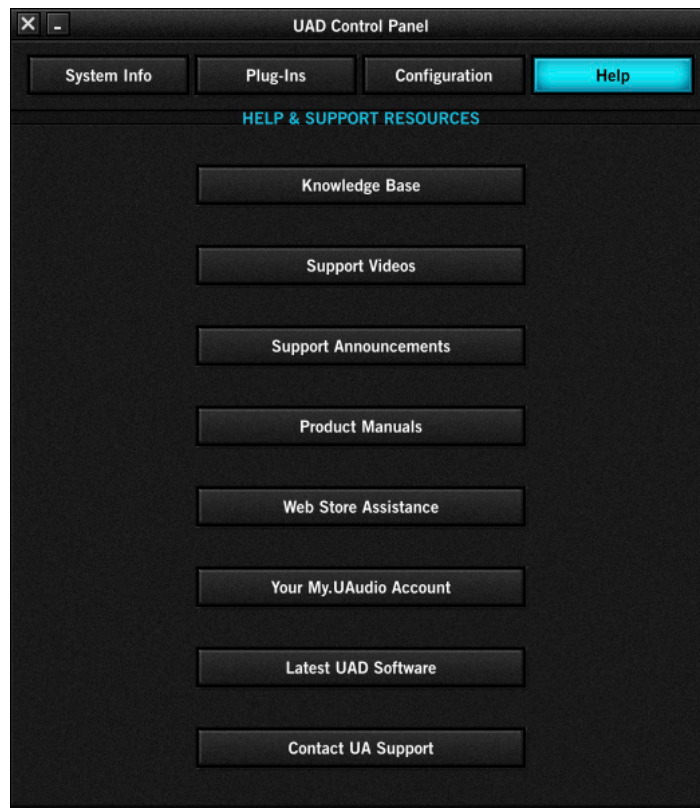 UAD Control Panel
System Info Plug-Ins Configuration Help
HELP & SUPPORT RESOURCES
Knowledge Base
Support Videos
Support Announcements
Product Manuals
Web Store Assistance
Your My.UAudio Account
Latest UAD Software
Contact UA Support